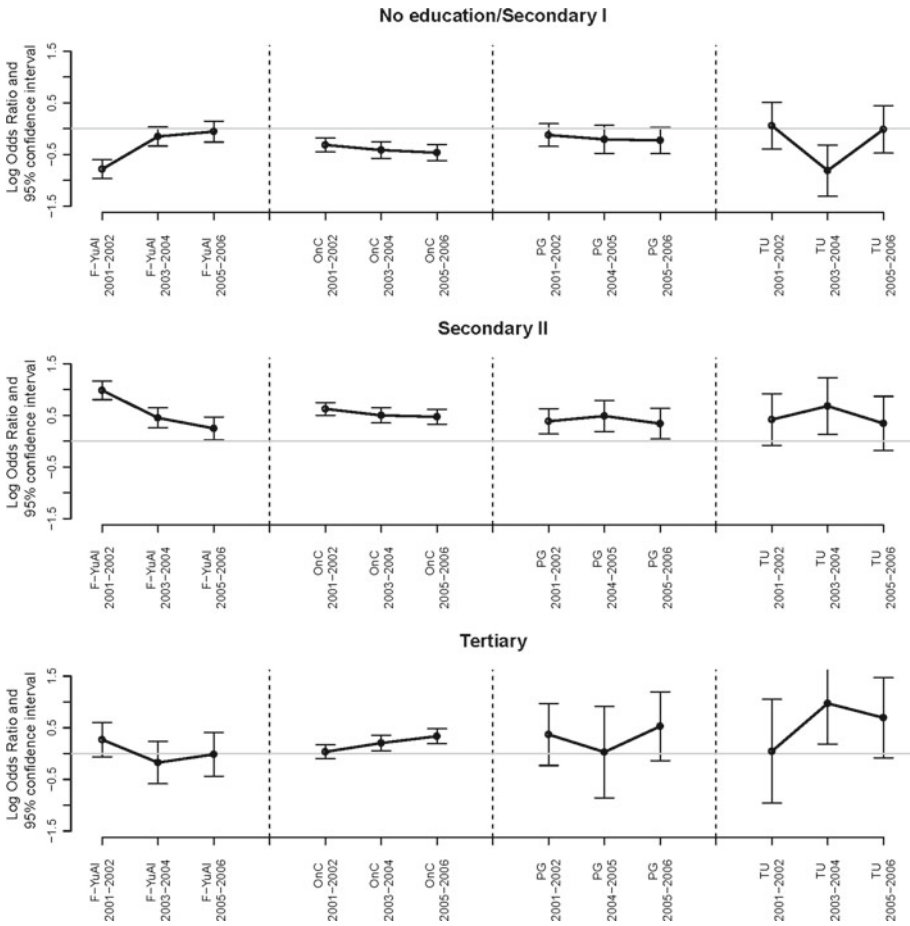 No education/Secondary I
Log Odds Ratio and
95% confidence interval
1.5
0.5
−0.5
−1.5
F−YuAl
2001−2002
F−YuAl
2003−2004
F−YuAl
2005−2006
OnC
2001−2002
OnC
2003−2004
OnC
2005−2006
PG
2001−2002
PG
2004−2005
PG
2005−2006
TU
2001−2002
TU
2003−2004
TU
2005−2006
Secondary II
Log Odds Ratio and
95% confidence interval
1.5
0.5
−0.5
−1.5
F−YuAl
2001−2002
F−YuAl
2003−2004
F−YuAl
2005−2006
OnC
2001−2002
OnC
2003−2004
OnC
2005−2006
PG
2001−2002
PG
2004−2005
PG
2005−2006
TU
2001−2002
TU
2003−2004
TU
2005−2006
Tertiary
Log Odds Ratio and
95% confidence interval
1.5
0.5
−0.5
−1.5
F−YuAl
2001−2002
F−YuAl
2003−2004
F−YuAl
2005−2006
OnC
2001−2002
OnC
2003−2004
OnC
2005−2006
PG
2001−2002
PG
2004−2005
PG
2005−2006
TU
2001−2002
TU
2003−2004
TU
2005−2006